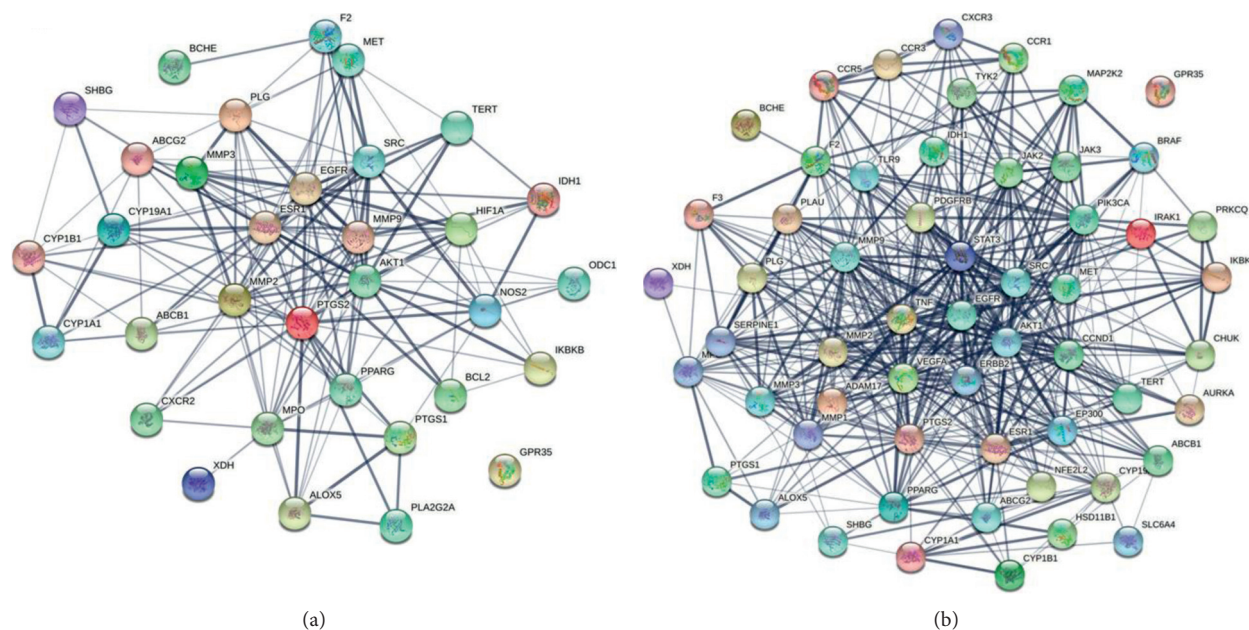 F2
MET
BCHE
SHBG
PLG
TERT
ABCG2
MMP3
SRC
EGFR
IDH1
CYP19A1
ESR1
MMP9
HIF1A
CYP1B1
AKT1
ODC1
MMP2
NOS2
PTGS2
CYP1A1
ABCB1
IKBKB
PPARG
BCL2
CXCR2
MPO
PTGS1
XDH
GPR35
ALOX5
PLA2G2A
(a)
CXCR3
CCR3
CCR1
CCR5
TYK2
MAP2K2
GPR35
BCHE
F2
IDH1
TLR9
JAK2
JAK3
BRAF
F3
PLAU
PDGFRB
PIK3CA
IRAK1
PRKCQ
MMP9
STAT3
XDH
PLG
SRC
MET
IKBK
TNF
EGFR
SERPINE1
MMP2
AKT1
CCND1
CHUK
VEGFA
ERBB2
MMP3
ADAM17
TERT
AURKA
MMP1
PTGS2
ESR1
EP300
ABCB1
PTGS1
NFE2L2
CYP19
ALOX5
PPARG
ABCG2
SHBG
HSD11B1
SLC6A4
CYP1A1
CYP1B1
(b)